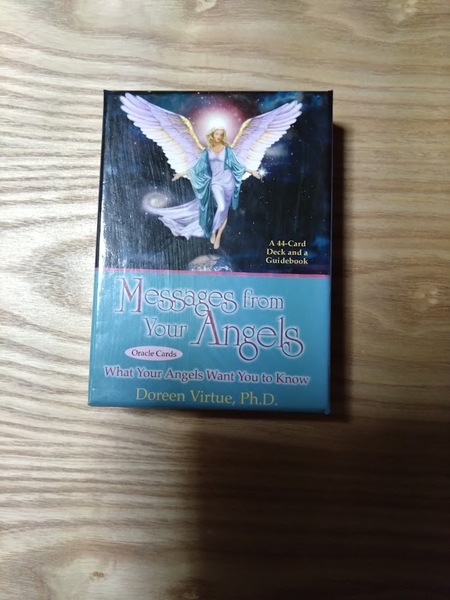 A 44-Card
Deck and a
Guidebook
Messages from
Your Angels
Oracle Cards
What Your Angels Want You to Know
Doreen Virtue, Ph.D.